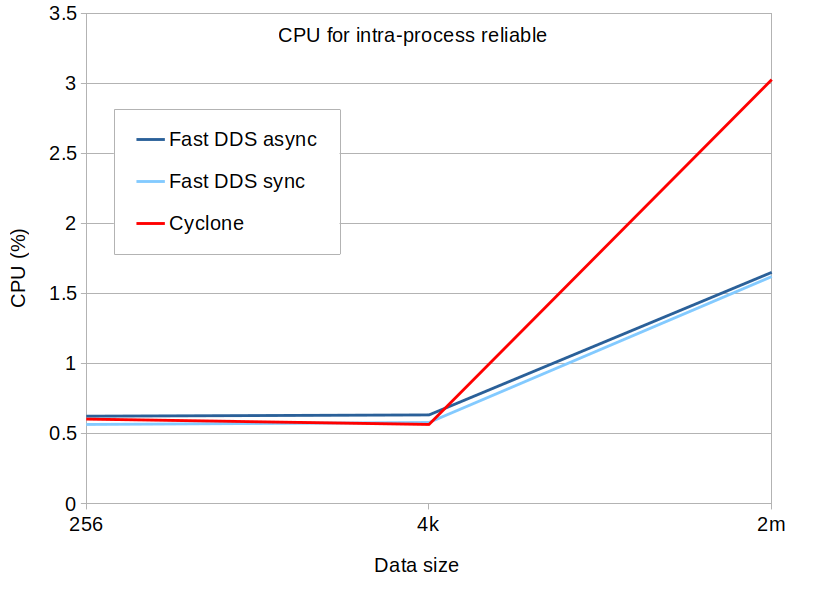 CPU for intra-process reliable
3.5
3
2.5
2
1.5
1
0.5
0
CPU (%)
Fast DDS async
Fast DDS sync
Cyclone
256 4k 2m
Data size